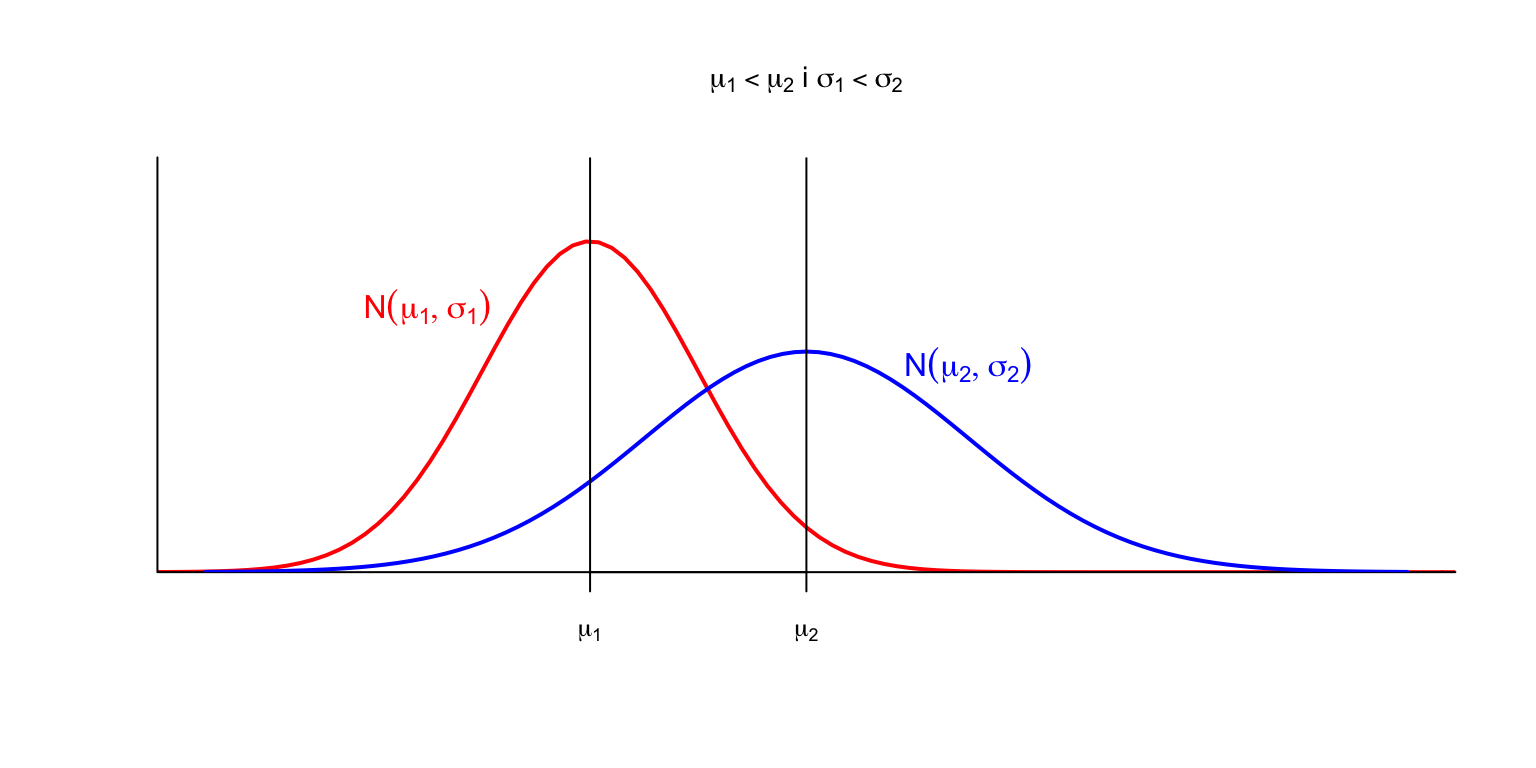 μ₁ < μ₂ i σ₁ < σ₂
N(μ₁, σ₁)
N(μ₂, σ₂)
μ₁ μ₂